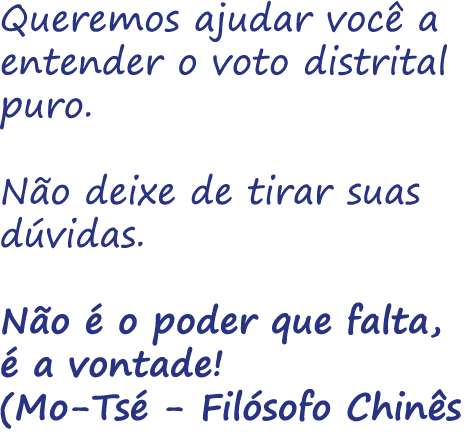 Queremos ajudar você a
entender o voto distrital
puro.
Não deixe de tirar suas
dúvidas.
Não é o poder que falta,
é a vontade!
(Mo-Tsé - Filósofo Chinês